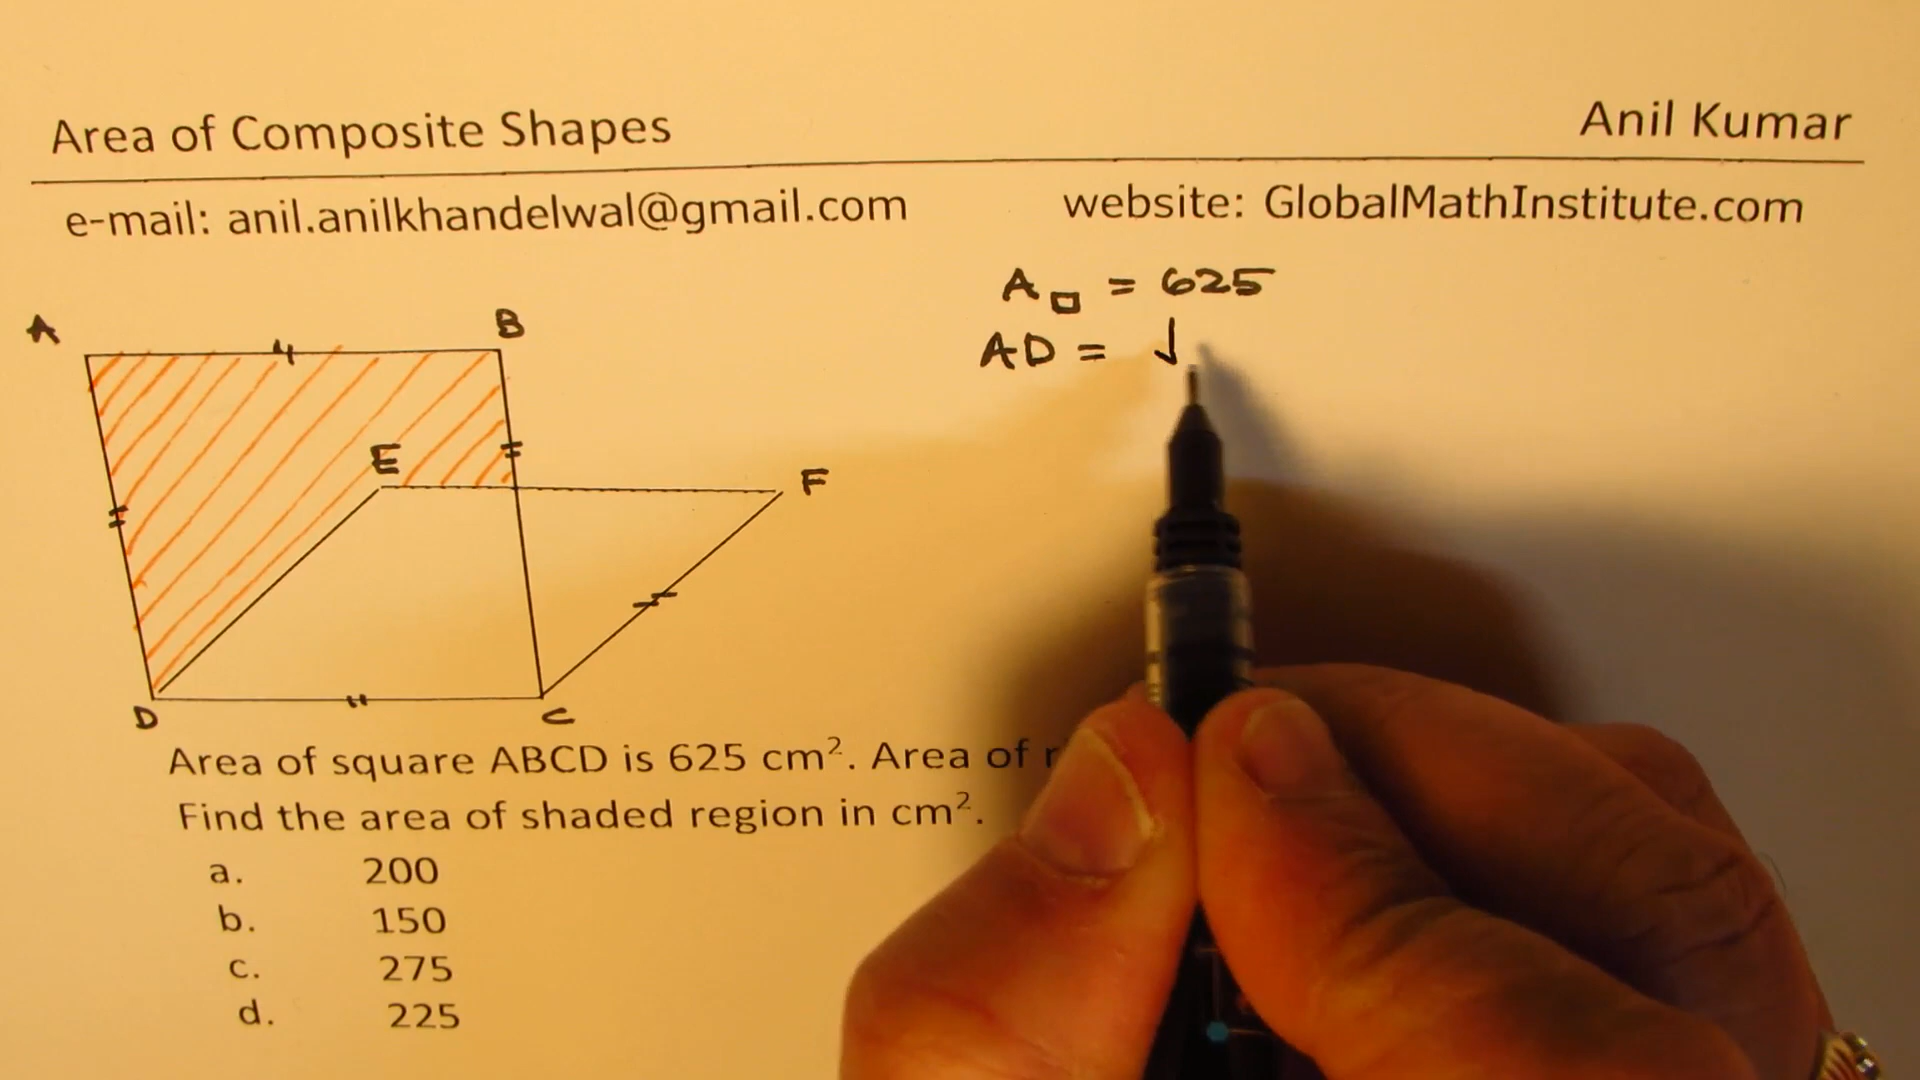 Area of Composite Shapes
Anil Kumar
e-mail: anil.anilkhandelwal@gmail.com
website: GlobalMathInstitute.com
A□ = 625
AD = √
A
B
E
F
D
C
Area of square ABCD is 625 cm². Area of
Find the area of shaded region in cm².
a. 200
b. 150
c. 275
d. 225